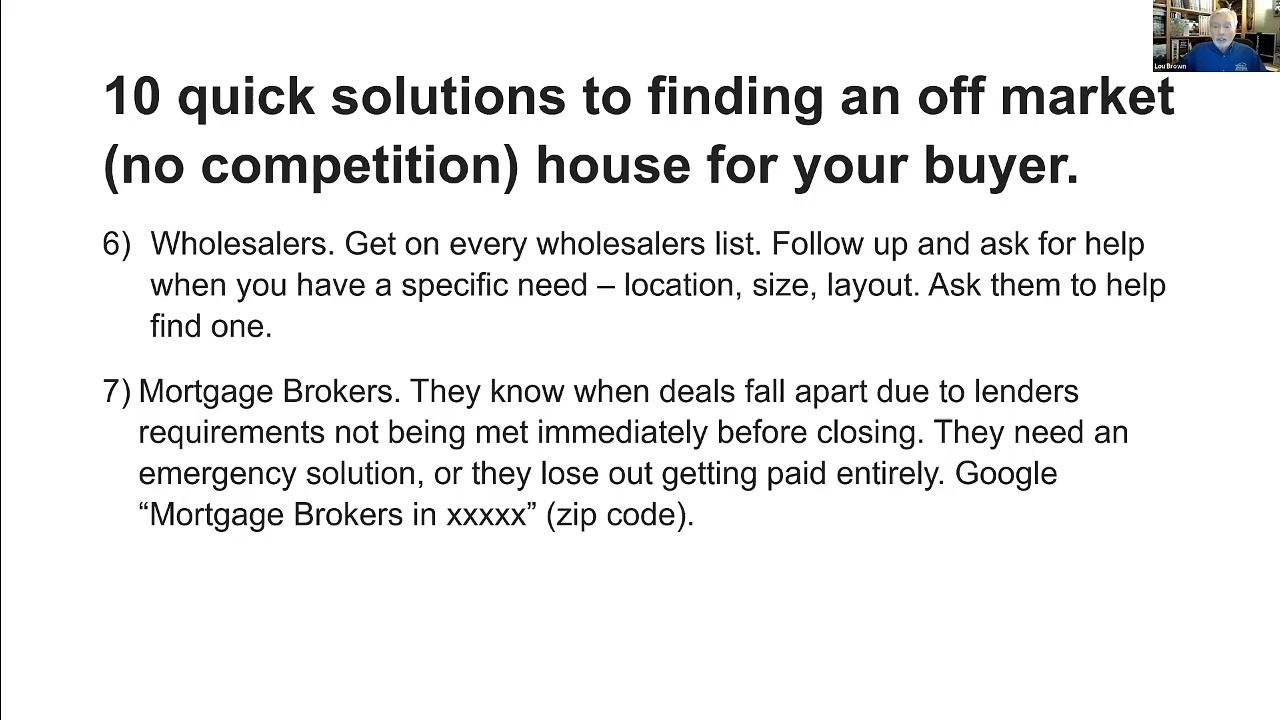 Lou Brown
10 quick solutions to finding an off market
(no competition) house for your buyer.
6) Wholesalers. Get on every wholesalers list. Follow up and ask for help
when you have a specific need – location, size, layout. Ask them to help
find one.
7) Mortgage Brokers. They know when deals fall apart due to lenders
requirements not being met immediately before closing. They need an
emergency solution, or they lose out getting paid entirely. Google
“Mortgage Brokers in xxxxx” (zip code).